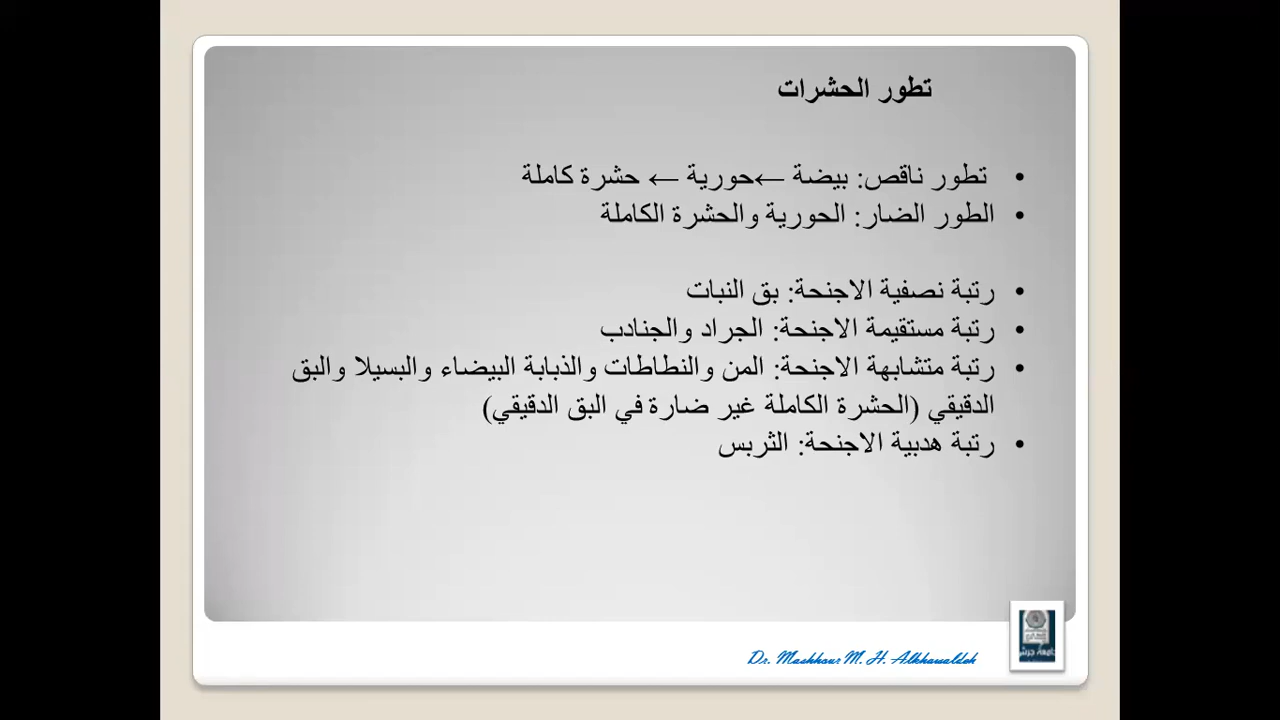 تطور الحشرات
• تطور ناقص: بيضة ←حورية ← حشرة كاملة
• الطور الضار: الحورية والحشرة الكاملة
• رتبة نصفية الاجنحة: بق النبات
• رتبة مستقيمة الاجنحة: الجراد والجنادب
• رتبة متشابهة الاجنحة: المن والنطاطات والذبابة البيضاء والبسيلا والبق
الدقيقي (الحشرة الكاملة غير ضارة في البق الدقيقي)
• رتبة هدبية الاجنحة: الثربس
Dr. Mashhour M. H. Alkhawaldeh